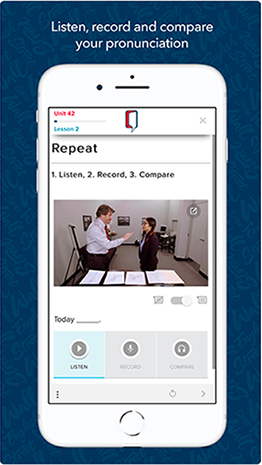 Listen, record and compare
your pronunciation
Unit 42
Lesson 2
Repeat
1. Listen, 2. Record, 3. Compare
Today _____.
LISTEN
RECORD
COMPARE